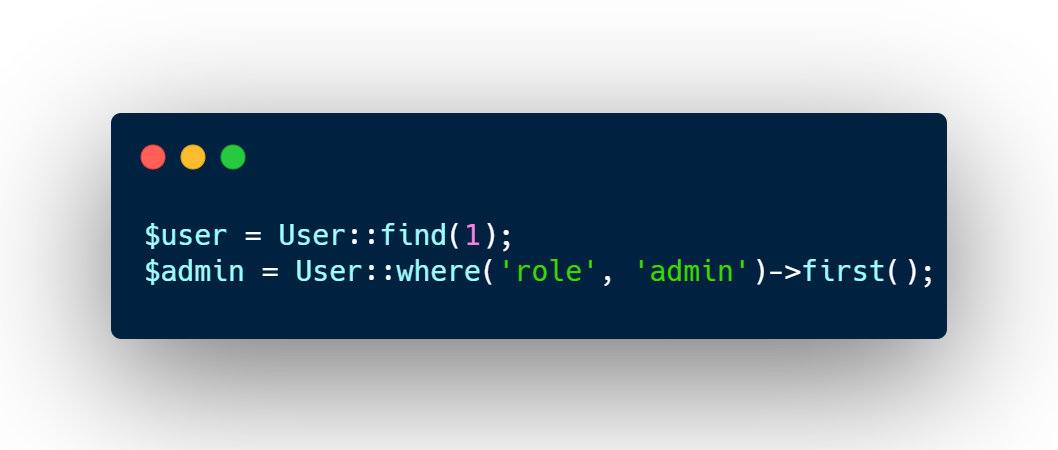 $user = User::find(1);
$admin = User::where('role', 'admin')->first();